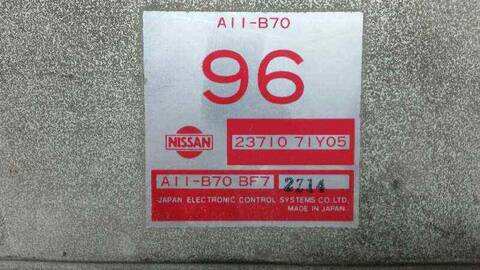 A11-B70
96
NISSAN
23710 71Y05
A11-B70 BF7 2714
JAPAN ELECTRONIC CONTROL SYSTEMS CO.LTD.
MADE IN JAPAN